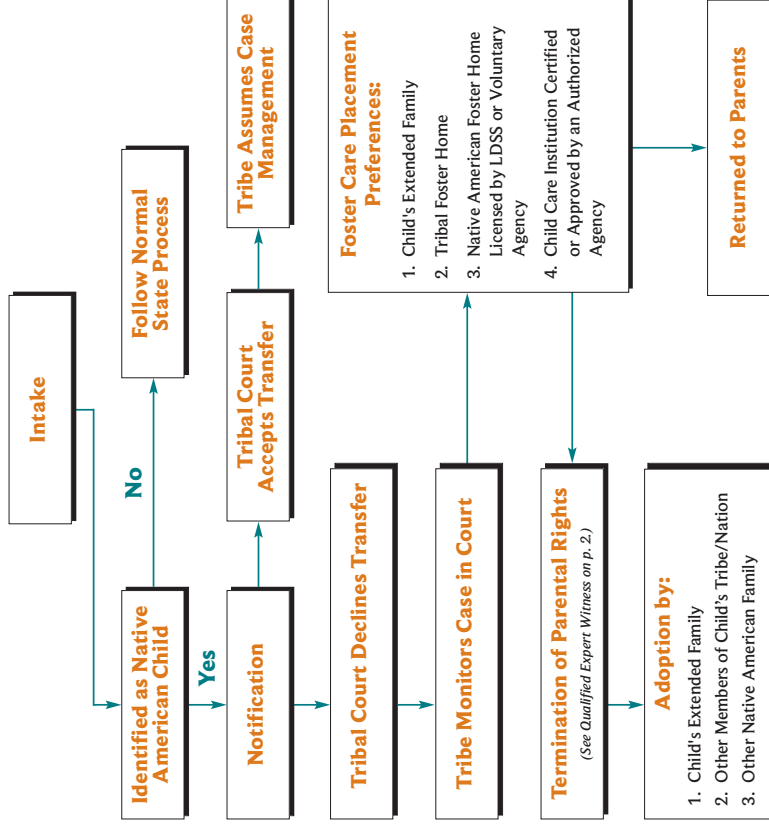 Intake
Identified as Native
American Child
No
Follow Normal
State Process
Yes
Notification
Tribal Court
Accepts Transfer
Tribe Assumes Case
Management
Tribal Court Declines Transfer
Tribe Monitors Case in Court
Foster Care Placement
Preferences:
1. Child's Extended Family
2. Tribal Foster Home
3. Native American Foster Home
Licensed by LDSS or Voluntary
Agency
4. Child Care Institution Certified
or Approved by an Authorized
Agency
Termination of Parental Rights
(See Qualified Expert Witness on p. 2)
Adoption by:
1. Child's Extended Family
2. Other Members of Child's Tribe/Nation
3. Other Native American Family
Returned to Parents